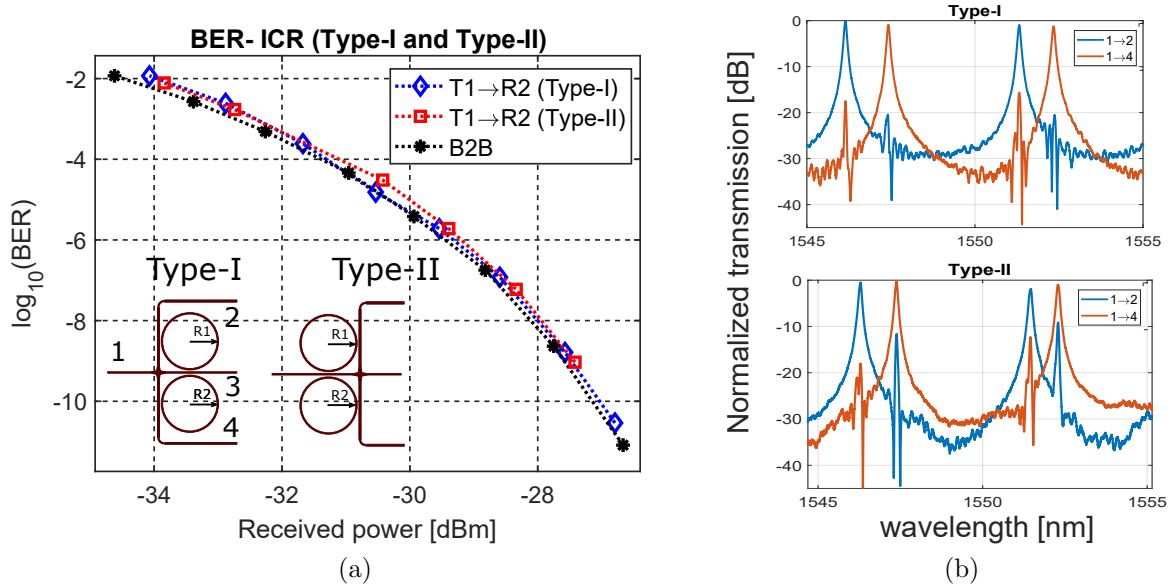 BER- ICR (Type-I and Type-II)
T1→R2 (Type-I)
T1→R2 (Type-II)
B2B
log10(BER)
-2
-4
-6
-8
-10
Type-I
Type-II
1
2
3
4
R1
R2
R1
R2
-34
-32
-30
-28
Received power [dBm]
(a)
Normalized transmission [dB]
Type-I
1→2
1→4
0
-10
-20
-30
-40
1545
1550
1555
Type-II
1→2
1→4
0
-10
-20
-30
-40
1545
1550
1555
wavelength [nm]
(b)